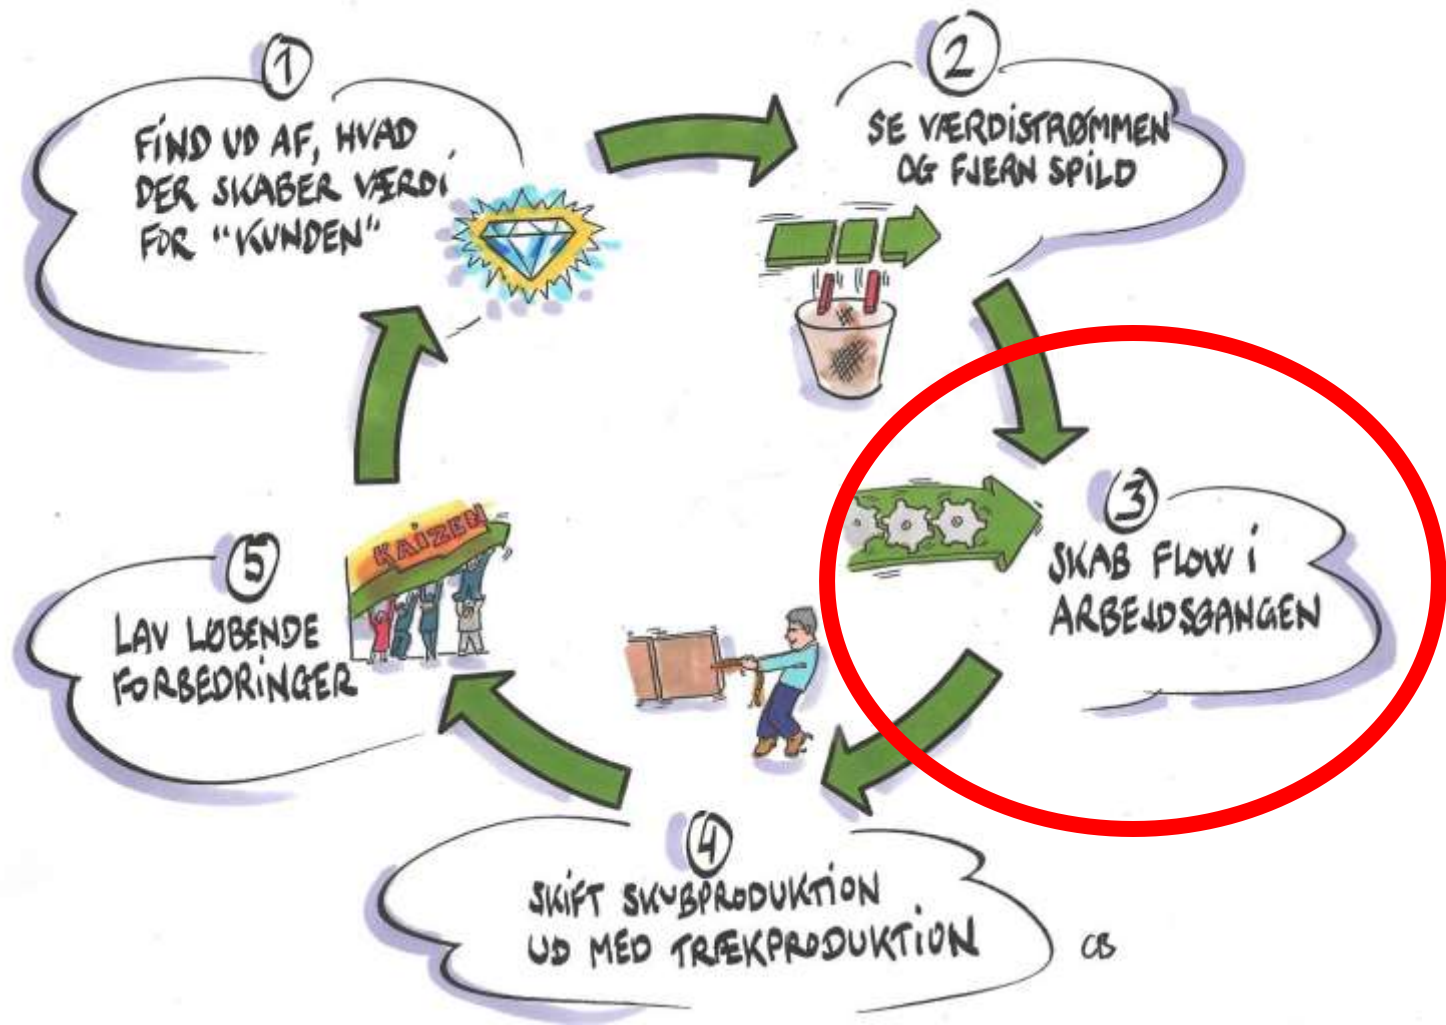 1
FIND UD AF, HVAD
DER SKABER VÆRDI
FOR "KUNDEN"
2
SE VÆRDISTRØMMEN
OG FJERN SPILD
3
SKAB FLOW I
ARBEJDSGANGEN
4
SKIFT SKUBPRODUKTION
UD MED TRÆKPRODUKTION
CB
5
LAV LØBENDE
FORBEDRINGER
KAIZEN